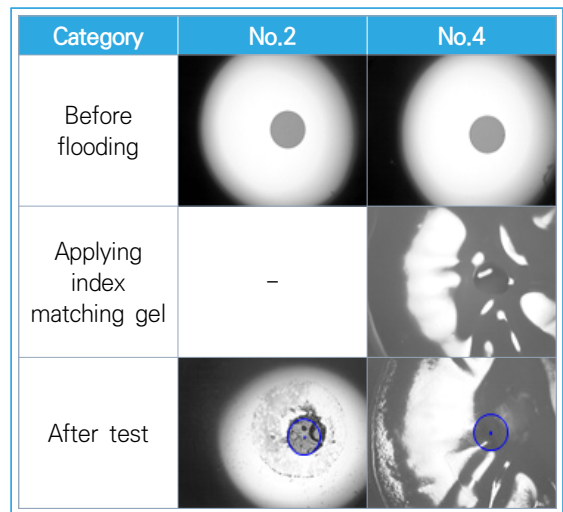 Category No.2 No.4
Before
flooding
Applying
index
matching gel
-
After test